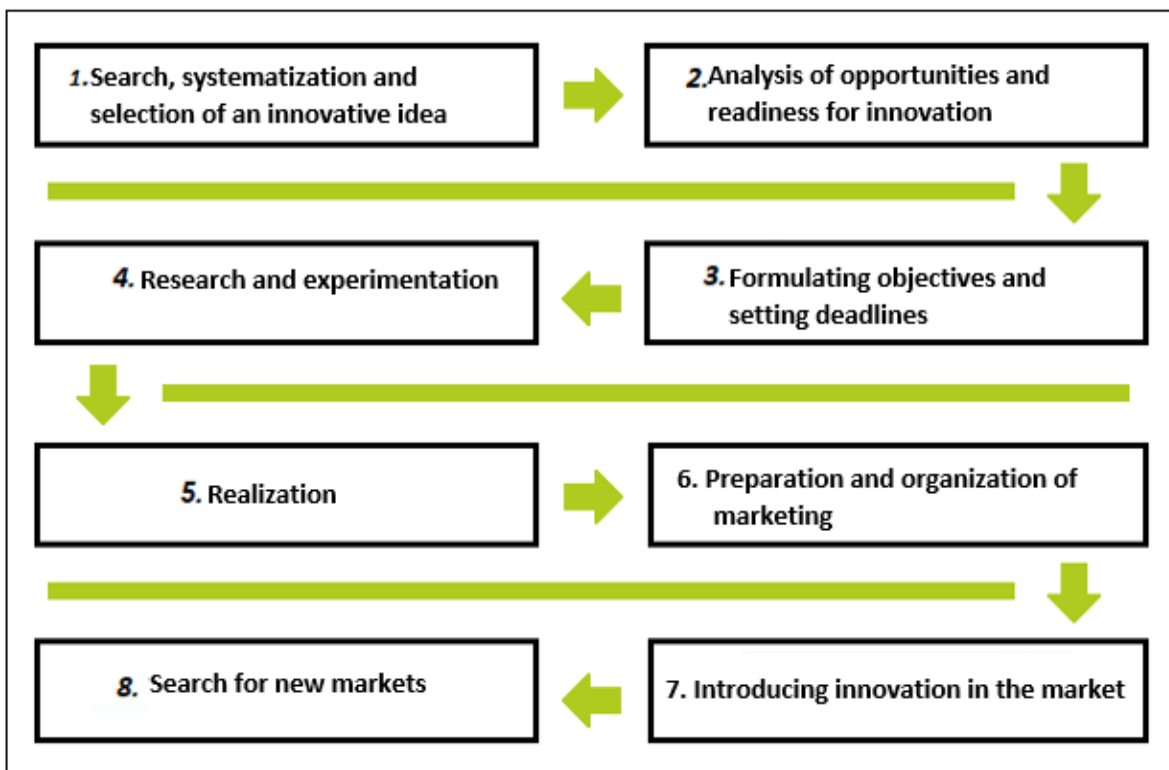 1. Search, systematization and
selection of an innovative idea
2. Analysis of opportunities and
readiness for innovation
3. Formulating objectives and
setting deadlines
4. Research and experimentation
5. Realization
6. Preparation and organization of
marketing
7. Introducing innovation in the market
8. Search for new markets